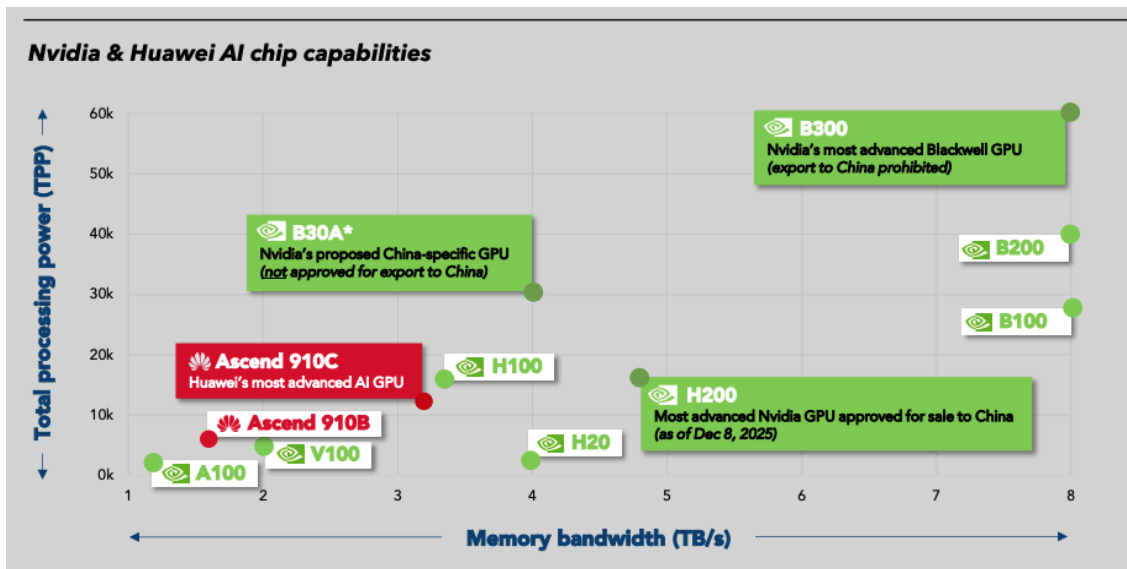 Nvidia & Huawei AI chip capabilities
Total processing power (TPP)
60k
50k
40k
30k
20k
10k
0k
B300
Nvidia's most advanced Blackwell GPU
(export to China prohibited)
B30A*
Nvidia's proposed China-specific GPU
(not approved for export to China)
B200
B100
Ascend 910C
Huawei's most advanced AI GPU
H100
H200
Most advanced Nvidia GPU approved for sale to China
(as of Dec 8, 2025)
Ascend 910B
V100
H20
A100
1
2
3
4
5
6
7
8
Memory bandwidth (TB/s)